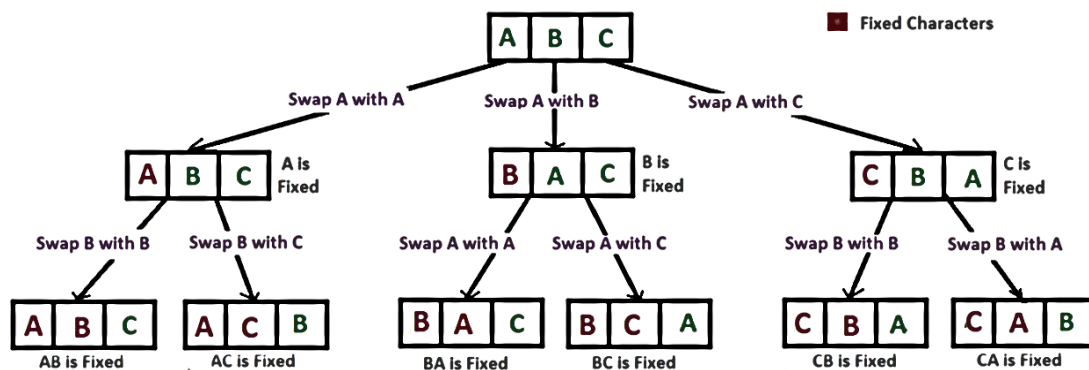 A B C
Fixed Characters
Swap A with A
Swap A with B
Swap A with C
A B C
A is
Fixed
B A C
B is
Fixed
C B A
C is
Fixed
Swap B with B
Swap B with C
Swap A with A
Swap A with C
Swap B with B
Swap B with A
A B C
A C B
B A C
B C A
C B A
C A B
AB is Fixed
AC is Fixed
BA is Fixed
BC is Fixed
CB is Fixed
CA is Fixed